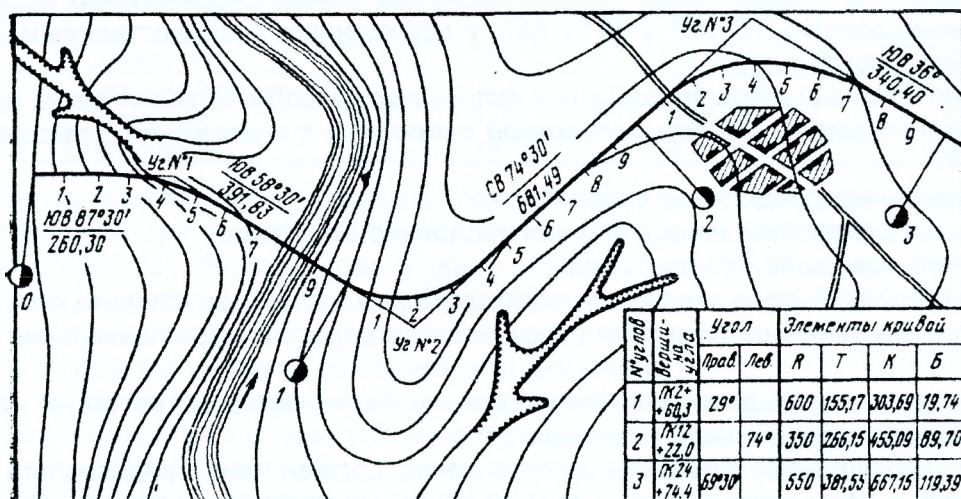 Уг №3
ЮВ 36°
340,40
1 2 3 4 5 6 7 8 9
Уг №1
ЮВ 58°30'
391,83
СВ 74°30'
681,49
1 2 3 4 5 6
ЮВ 87°30'
260,30
9
2 3 4 5 6 7 8 9
Уг №2
0
1
2
3
№ углов
Верши-
на
угла
Угол
Элементы кривой
Прав. Лев. R T K Б
1 ПК2+ 60,3 29° 600 155,17 303,69 19,74
2 ПК12 +22,0 74° 350 266,15 455,09 89,70
3 ПК24 +74,4 69°30' 550 381,55 667,15 119,39